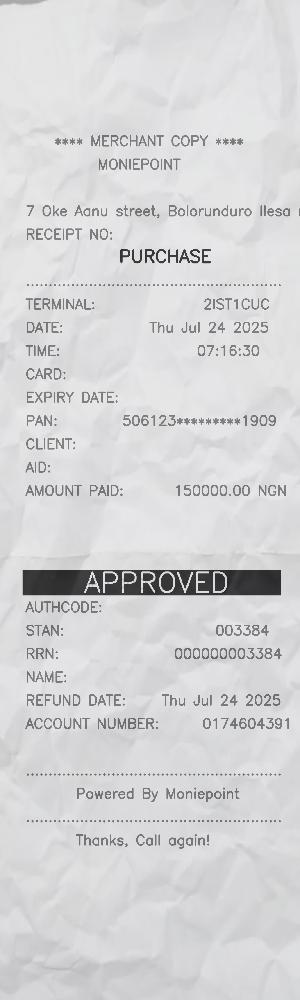 **** MERCHANT COPY ****
MONIEPOINT
7 Oke Aanu street, Bolorunduro Ilesa
RECEIPT NO:
PURCHASE
TERMINAL: 2IST1CUC
DATE: Thu Jul 24 2025
TIME: 07:16:30
CARD:
EXPIRY DATE:
PAN: 506123*********1909
CLIENT:
AID:
AMOUNT PAID: 150000.00 NGN
APPROVED
AUTHCODE:
STAN: 003384
RRN: 000000003384
NAME:
REFUND DATE: Thu Jul 24 2025
ACCOUNT NUMBER: 0174604391
Powered By Moniepoint
Thanks, Call again!